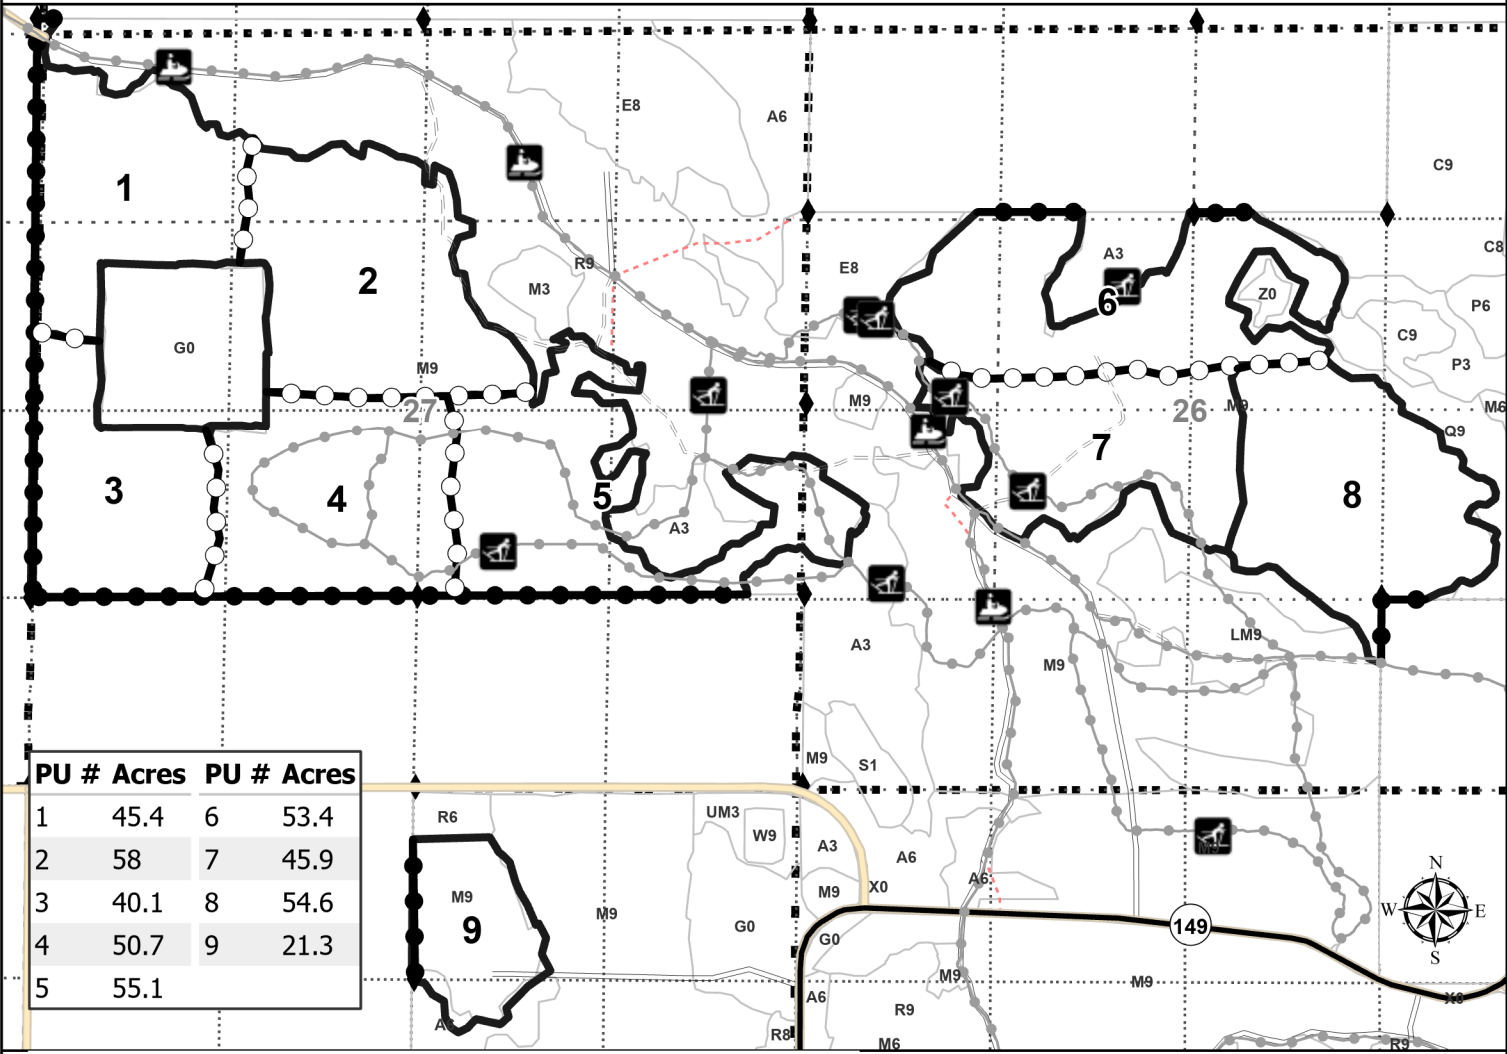 E8
A6
C9
1
A3
C8
2
R9
E8
M3
6
Z0
P6
G0
C9
M9
P3
M9
M9
M6
27
26
Q9
7
3
4
5
8
A3
A3
LM9
M9
M9
S1
PU # Acres PU # Acres
1 45.4 6 53.4
2 58 7 45.9
3 40.1 8 54.6
4 50.7 9 21.3
5 55.1
R6
UM3
W9
A3
A6
M9
X0
A6
M9
9
M9
G0
G0
149
M9
M9
A6
R9
X0
R8
M6
R9
N
W E
S